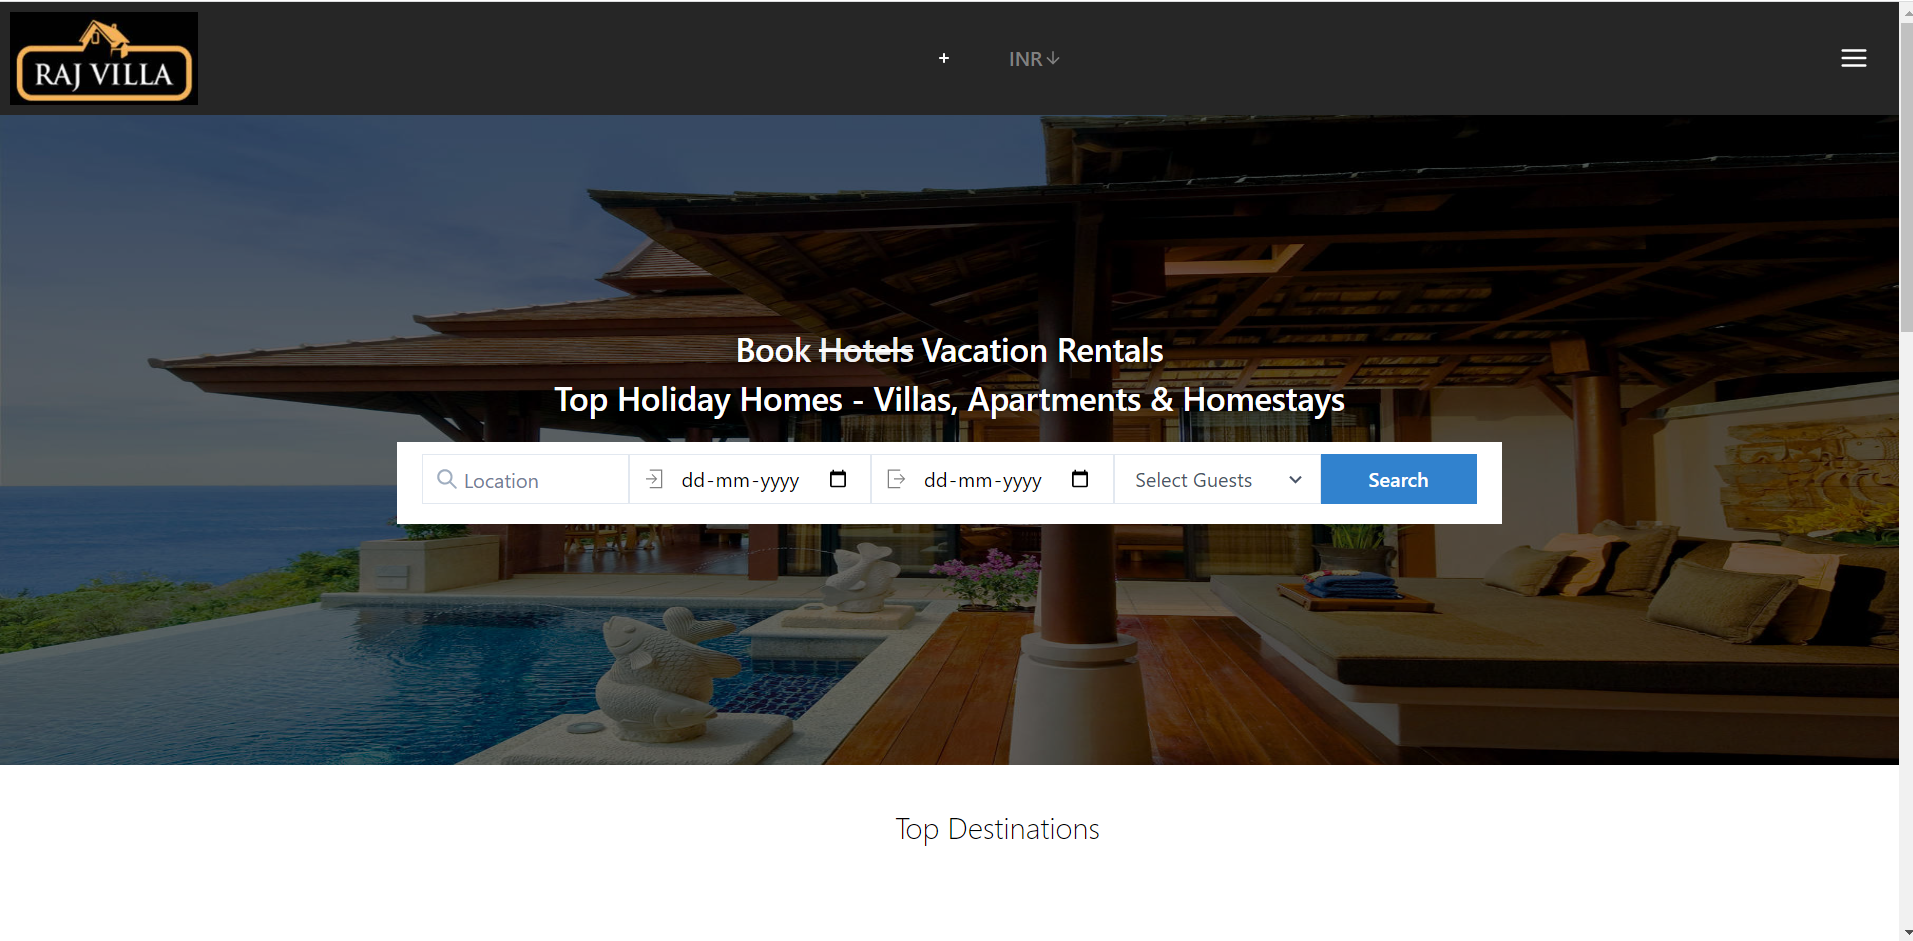 RAJ VILLA
+ INR↓
Book Hotels Vacation Rentals
Top Holiday Homes - Villas, Apartments & Homestays
Location dd-mm-yyyy dd-mm-yyyy Select Guests Search
Top Destinations